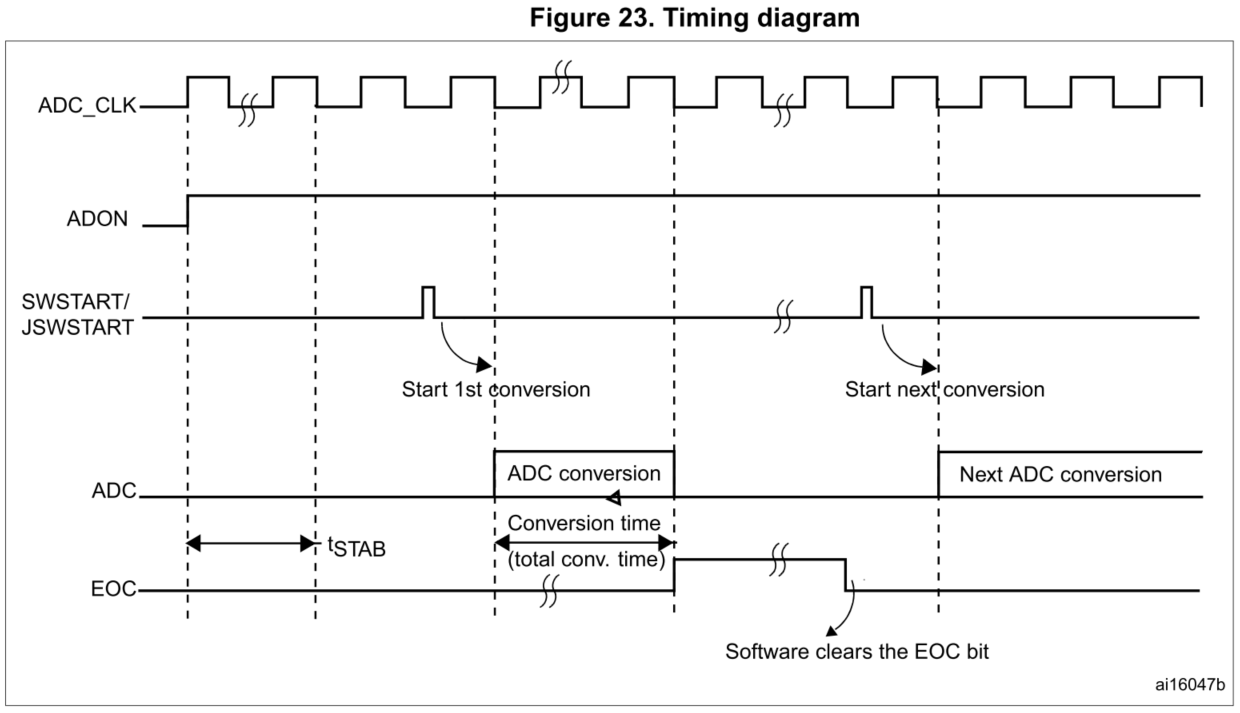 Figure 23. Timing diagram
ADC_CLK
ADON
SWSTART/
JSWSTART
Start 1st conversion
Start next conversion
ADC
ADC conversion
Next ADC conversion
Conversion time
tSTAB
(total conv. time)
EOC
Software clears the EOC bit
ai16047b